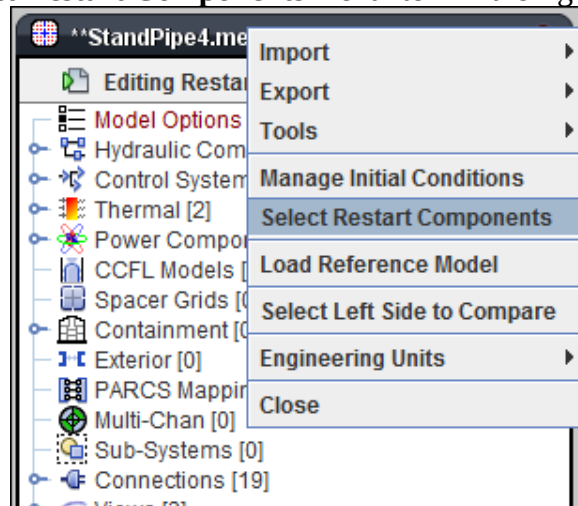 **StandPipe4.me
Editing Resta
Model Options
Hydraulic Com
Control System
Thermal [2]
Power Compo
CCFL Models [
Spacer Grids [0
Containment [0
Exterior [0]
PARCS Mappin
Multi-Chan [0]
Sub-Systems [0]
Connections [19]
Import
Export
Tools
Manage Initial Conditions
Select Restart Components
Load Reference Model
Select Left Side to Compare
Engineering Units
Close